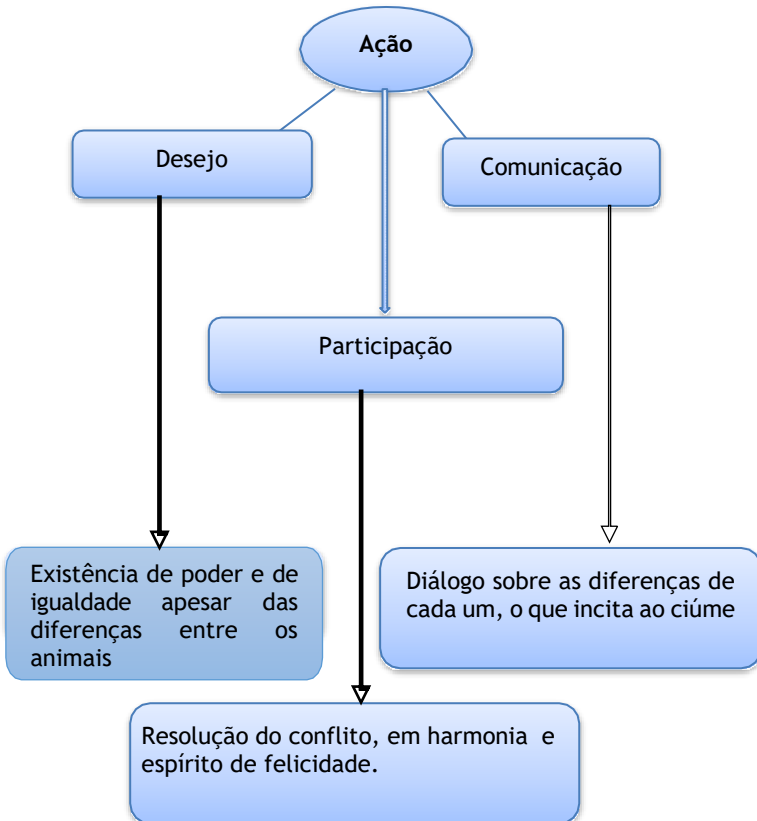 Ação
Desejo
Comunicação
Participação
Existência de poder e de
igualdade apesar das
diferenças entre os
animais
Diálogo sobre as diferenças de
cada um, o que incita ao ciúme
Resolução do conflito, em harmonia e
espírito de felicidade.